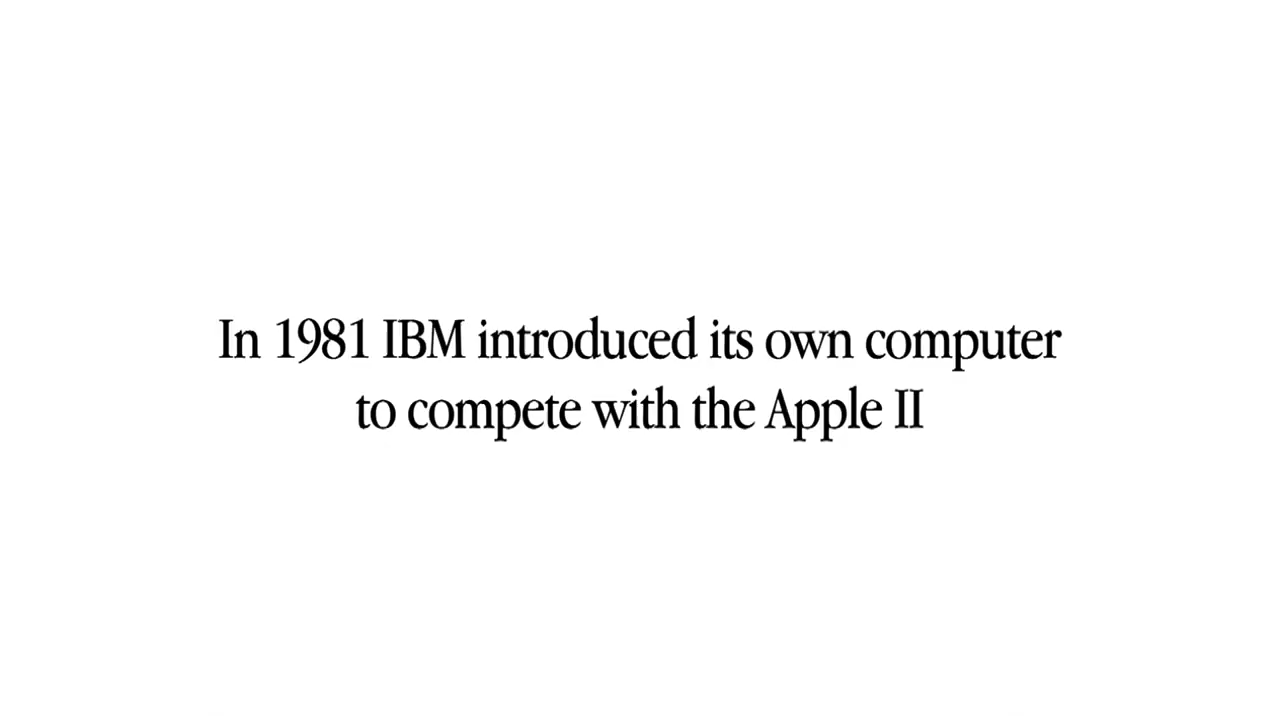 In 1981 IBM introduced its own computer
to compete with the Apple II